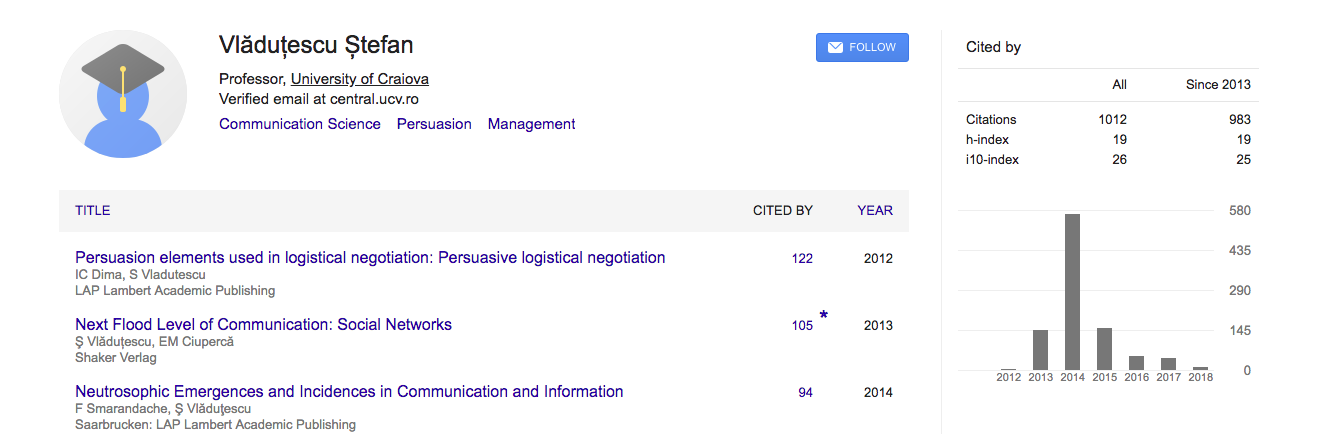 Vlăduțescu Ștefan
FOLLOW
Professor, University of Craiova
Verified email at central.ucv.ro
Communication Science Persuasion Management
TITLE CITED BY YEAR
Persuasion elements used in logistical negotiation: Persuasive logistical negotiation 122 2012
IC Dima, S Vladutescu
LAP Lambert Academic Publishing
Next Flood Level of Communication: Social Networks 105 * 2013
Ş Vlăduțescu, EM Ciupercă
Shaker Verlag
Neutrosophic Emergences and Incidences in Communication and Information 94 2014
F Smarandache, Ş Vlăduţescu
Saarbrucken: LAP Lambert Academic Publishing
Cited by
All Since 2013
Citations 1012 983
h-index 19 19
i10-index 26 25
580
435
290
145
0
2012 2013 2014 2015 2016 2017 2018